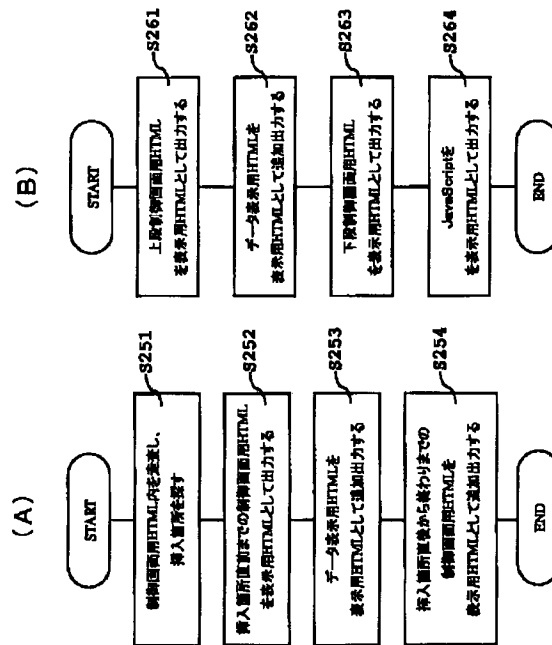 (A)
START
制御画面用HTML内を走査し、
挿入箇所を探す
S251
挿入箇所直前までの制御画面用HTML
を表示用HTMLとして出力する
S252
データ表示用HTMLを
表示用HTMLとして追加出力する
S253
挿入箇所直後から終わりまでの
制御画面用HTMLを
表示用HTMLとして追加出力する
S254
END
(B)
START
上段制御画面用HTML
を表示用HTMLとして出力する
S261
データ表示用HTMLを
表示用HTMLとして追加出力する
S262
下段制御画面用HTML
を表示用HTMLとして出力する
S263
JavaScriptを
を表示用HTMLとして出力する
S264
END